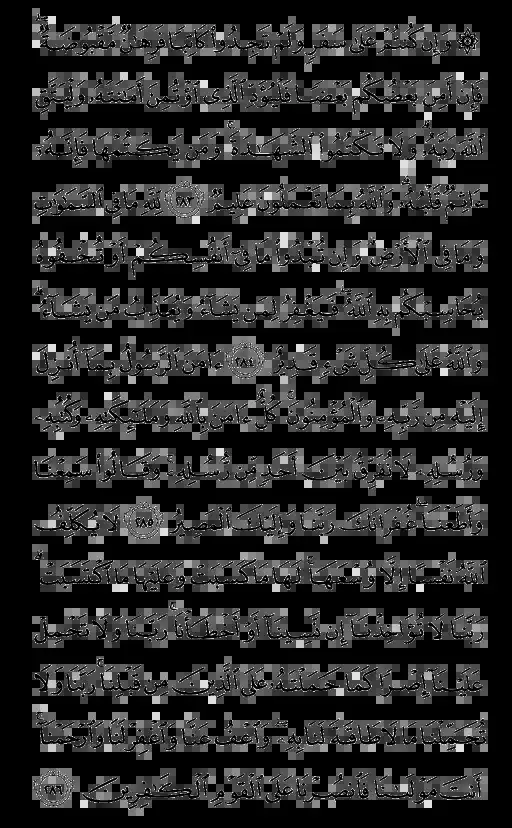 ۞ وَإِن كُنتُمْ عَلَىٰ سَفَرٍ وَلَمْ تَجِدُوا۟ كَاتِبًا فَرِهَـٰنٌ مَّقْبُوضَةٌ ۖ
فَإِنْ أَمِنَ بَعْضُكُم بَعْضًا فَلْيُؤَدِّ ٱلَّذِى ٱؤْتُمِنَ أَمَـٰنَتَهُۥ وَلْيَتَّقِ
ٱللَّهَ رَبَّهُۥ ۗ وَلَا تَكْتُمُوا۟ ٱلشَّهَـٰدَةَ ۚ وَمَن يَكْتُمْهَا فَإِنَّهُۥٓ
ءَاثِمٌ قَلْبُهُۥ ۗ وَٱللَّهُ بِمَا تَعْمَلُونَ عَلِيمٌ ٢٨٣ لِّلَّهِ مَا فِى ٱلسَّمَـٰوَٰتِ
وَمَا فِى ٱلْأَرْضِ ۗ وَإِن تُبْدُوا۟ مَا فِىٓ أَنفُسِكُمْ أَوْ تُخْفُوهُ
يُحَاسِبْكُم بِهِ ٱللَّهُ ۖ فَيَغْفِرُ لِمَن يَشَآءُ وَيُعَذِّبُ مَن يَشَآءُ ۗ
وَٱللَّهُ عَلَىٰ كُلِّ شَىْءٍ قَدِيرٌ ٢٨٤ ءَامَنَ ٱلرَّسُولُ بِمَآ أُنزِلَ
إِلَيْهِ مِن رَّبِّهِۦ وَٱلْمُؤْمِنُونَ ۚ كُلٌّ ءَامَنَ بِٱللَّهِ وَمَلَـٰٓئِكَتِهِۦ وَكُتُبِهِۦ
وَرُسُلِهِۦ لَا نُفَرِّقُ بَيْنَ أَحَدٍ مِّن رُّسُلِهِۦ ۚ وَقَالُوا۟ سَمِعْنَا
وَأَطَعْنَا ۖ غُفْرَانَكَ رَبَّنَا وَإِلَيْكَ ٱلْمَصِيرُ ٢٨٥ لَا يُكَلِّفُ
ٱللَّهُ نَفْسًا إِلَّا وُسْعَهَا ۚ لَهَا مَا كَسَبَتْ وَعَلَيْهَا مَا ٱكْتَسَبَتْ ۗ
رَبَّنَا لَا تُؤَاخِذْنَآ إِن نَّسِينَآ أَوْ أَخْطَأْنَا ۚ رَبَّنَا وَلَا تَحْمِلْ
عَلَيْنَآ إِصْرًا كَمَا حَمَلْتَهُۥ عَلَى ٱلَّذِينَ مِن قَبْلِنَا ۚ رَبَّنَا وَلَا
تُحَمِّلْنَا مَا لَا طَاقَةَ لَنَا بِهِۦ ۖ وَٱعْفُ عَنَّا وَٱغْفِرْ لَنَا وَٱرْحَمْنَآ ۚ
أَنتَ مَوْلَىٰنَا فَٱنصُرْنَا عَلَى ٱلْقَوْمِ ٱلْكَـٰفِرِينَ ٢٨٦